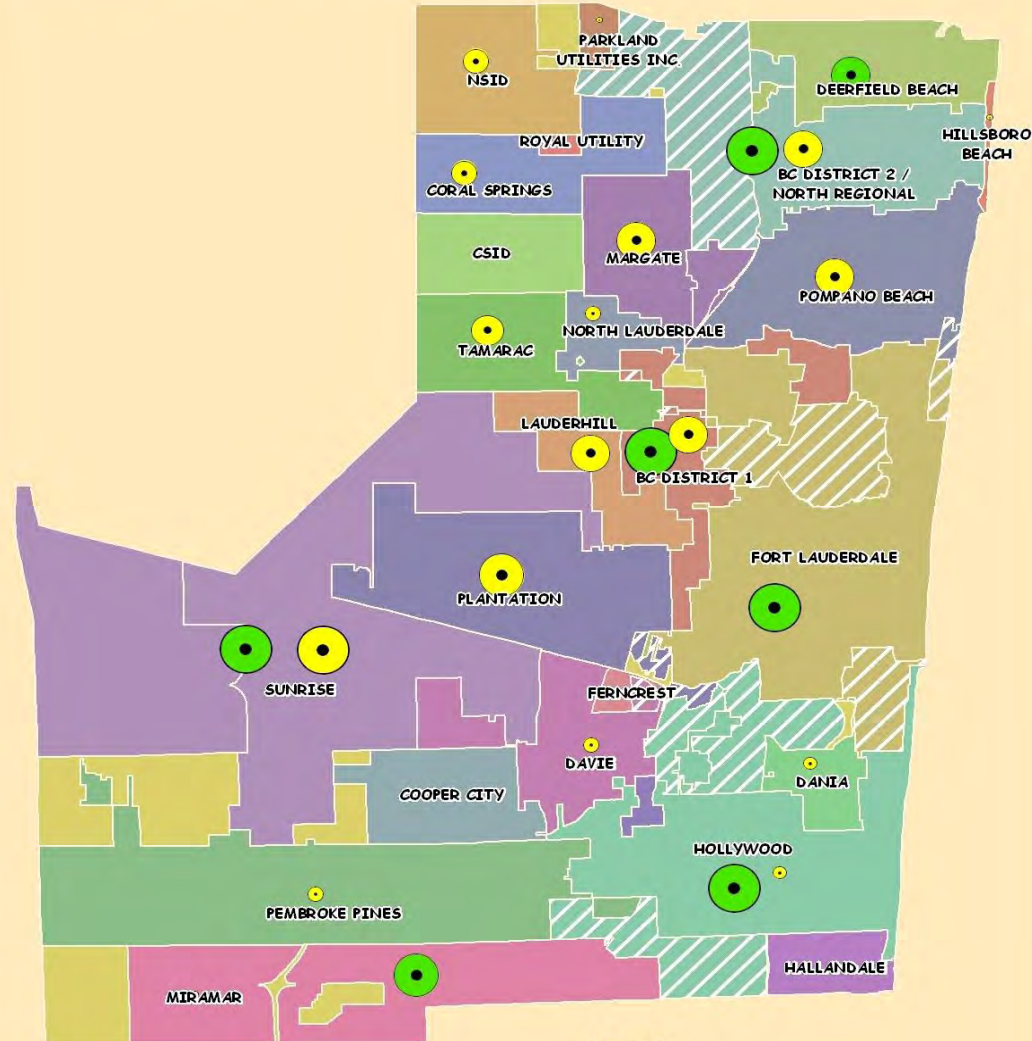 PARKLAND
UTILITIES INC.
NSID
DEERFIELD BEACH
HILLSBORO
BEACH
ROYAL UTILITY
BC DISTRICT 2 /
NORTH REGIONAL
CORAL SPRINGS
CSID
MARGATE
POMPANO BEACH
NORTH LAUDERDALE
TAMARAC
LAUDERHILL
BC DISTRICT 1
FORT LAUDERDALE
PLANTATION
SUNRISE
FERNCREST
DAVIE
DANIA
COOPER CITY
HOLLYWOOD
PEMBROKE PINES
HALLANDALE
MIRAMAR